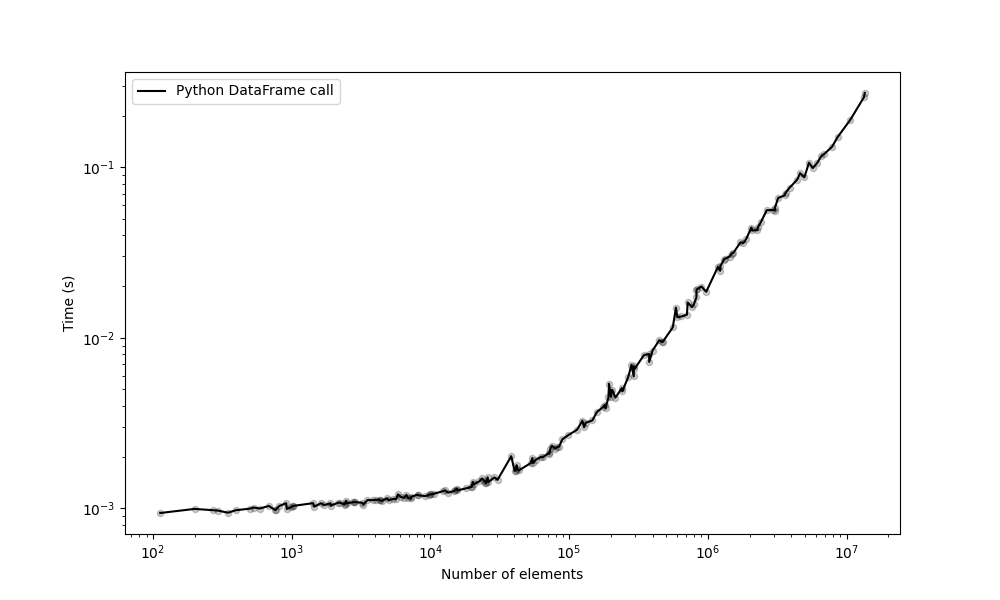 Python DataFrame call
10⁻¹
10⁻²
10⁻³
Time (s)
10² 10³ 10⁴ 10⁵ 10⁶ 10⁷
Number of elements